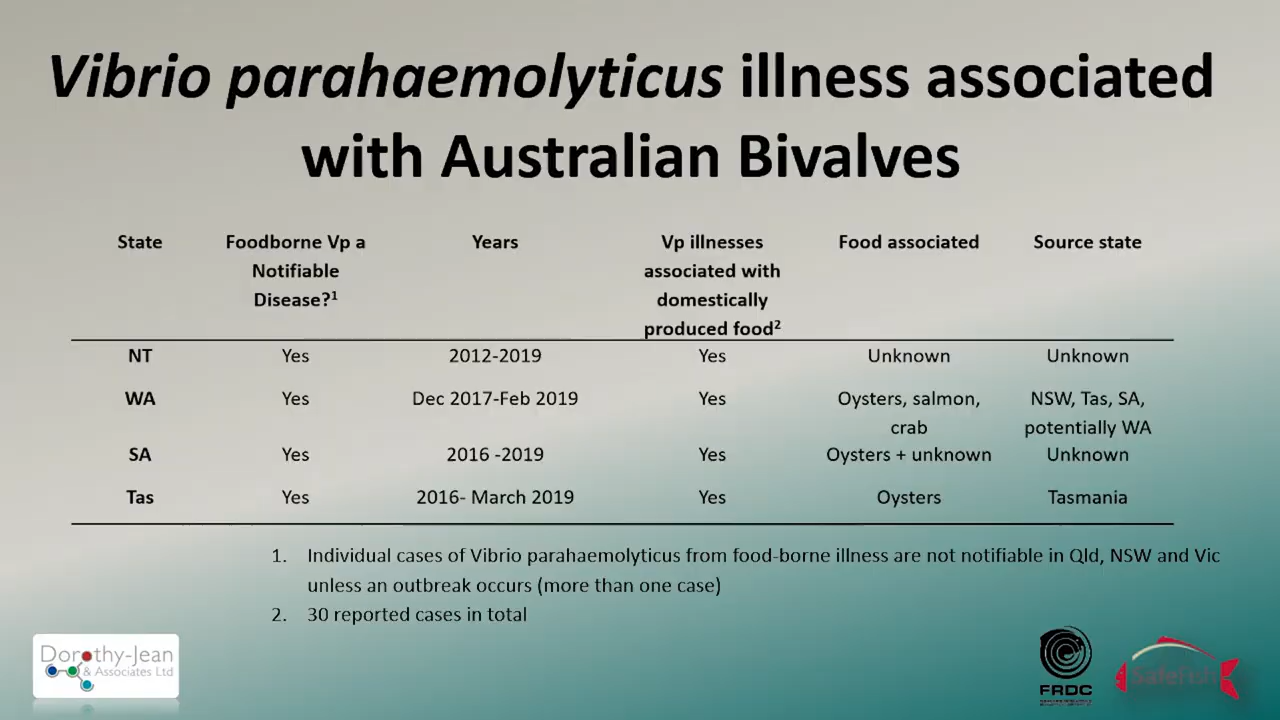 Vibrio parahaemolyticus illness associated
with Australian Bivalves
State Foodborne Vp a Notifiable Disease?1 Years Vp illnesses associated with domestically produced food2 Food associated Source state
NT Yes 2012-2019 Yes Unknown Unknown
WA Yes Dec 2017-Feb 2019 Yes Oysters, salmon, crab NSW, Tas, SA, potentially WA
SA Yes 2016 -2019 Yes Oysters + unknown Unknown
Tas Yes 2016- March 2019 Yes Oysters Tasmania
1. Individual cases of Vibrio parahaemolyticus from food-borne illness are not notifiable in Qld, NSW and Vic
unless an outbreak occurs (more than one case)
2. 30 reported cases in total
Dorothy-Jean
& Associates Ltd
FRDC
SafeFish